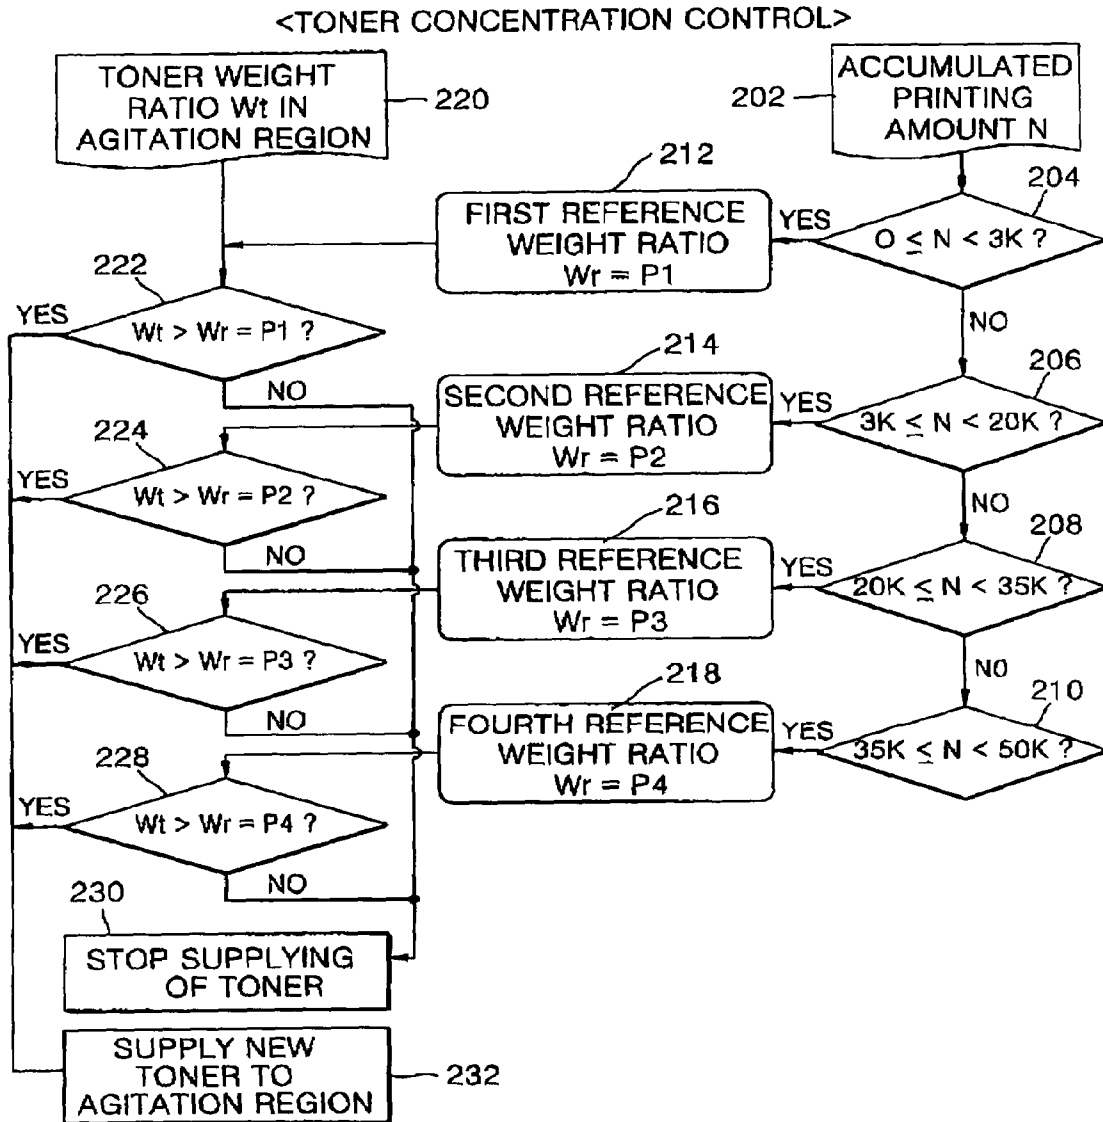 <TONER CONCENTRATION CONTROL>
TONER WEIGHT
RATIO Wt IN
AGITATION REGION
220
202
ACCUMULATED
PRINTING
AMOUNT N
212
FIRST REFERENCE
WEIGHT RATIO
Wr = P1
YES
204
O ≤ N < 3K ?
NO
222
YES
Wt > Wr = P1 ?
NO
214
SECOND REFERENCE
WEIGHT RATIO
Wr = P2
YES
206
3K ≤ N < 20K ?
NO
224
YES
Wt > Wr = P2 ?
NO
216
THIRD REFERENCE
WEIGHT RATIO
Wr = P3
YES
208
20K ≤ N < 35K ?
NO
226
YES
Wt > Wr = P3 ?
NO
218
FOURTH REFERENCE
WEIGHT RATIO
Wr = P4
YES
210
35K ≤ N < 50K ?
228
YES
Wt > Wr = P4 ?
NO
230
STOP SUPPLYING
OF TONER
SUPPLY NEW
TONER TO
AGITATION REGION
232